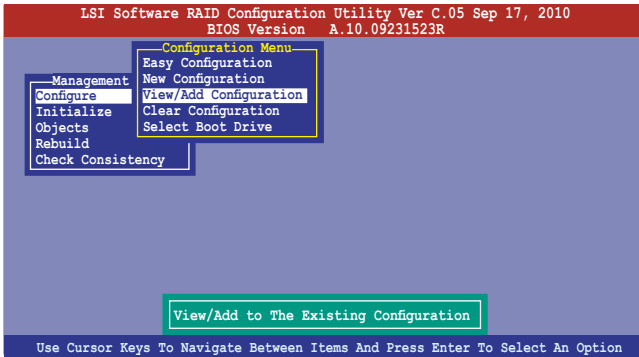 LSI Software RAID Configuration Utility Ver C.05 Sep 17, 2010
BIOS Version A.10.09231523R
Configuration Menu
Easy Configuration
New Configuration
View/Add Configuration
Clear Configuration
Select Boot Drive
Management
Configure
Initialize
Objects
Rebuild
Check Consistency
View/Add to The Existing Configuration
Use Cursor Keys To Navigate Between Items And Press Enter To Select An Option